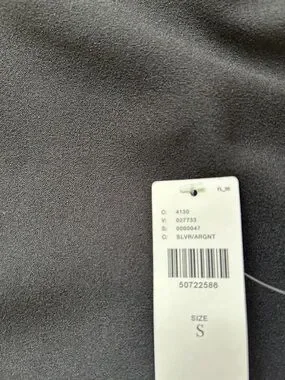 O: 4130
V: 027733
S: 0000047
C: SLVR/ARGNT
50722586
SIZE
S